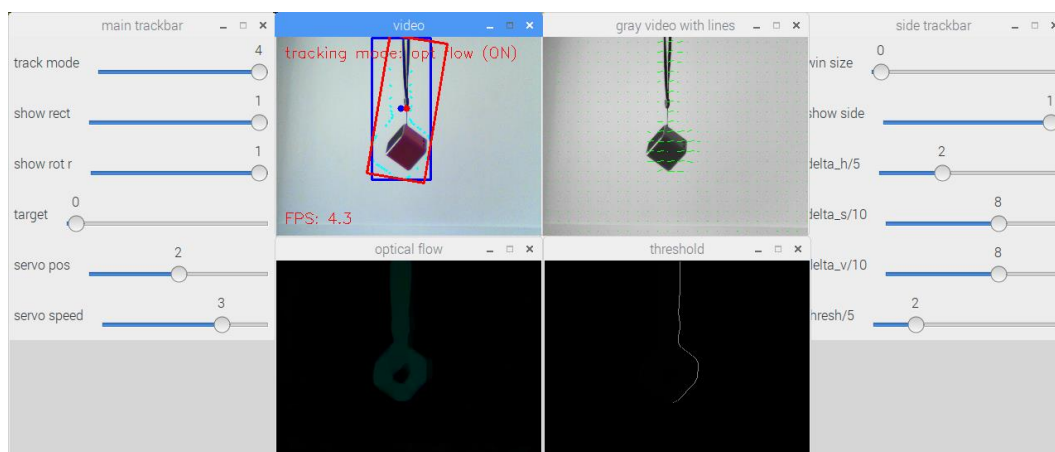 main trackbar
track mode
4
show rect
1
show rot r
1
target
0
servo pos
2
servo speed
3
video
tracking mode: opt flow (ON)
FPS: 4.3
gray video with lines
optical flow
threshold
side trackbar
win size
0
show side
1
delta_h/5
2
delta_s/10
8
delta_v/10
8
hresh/5
2